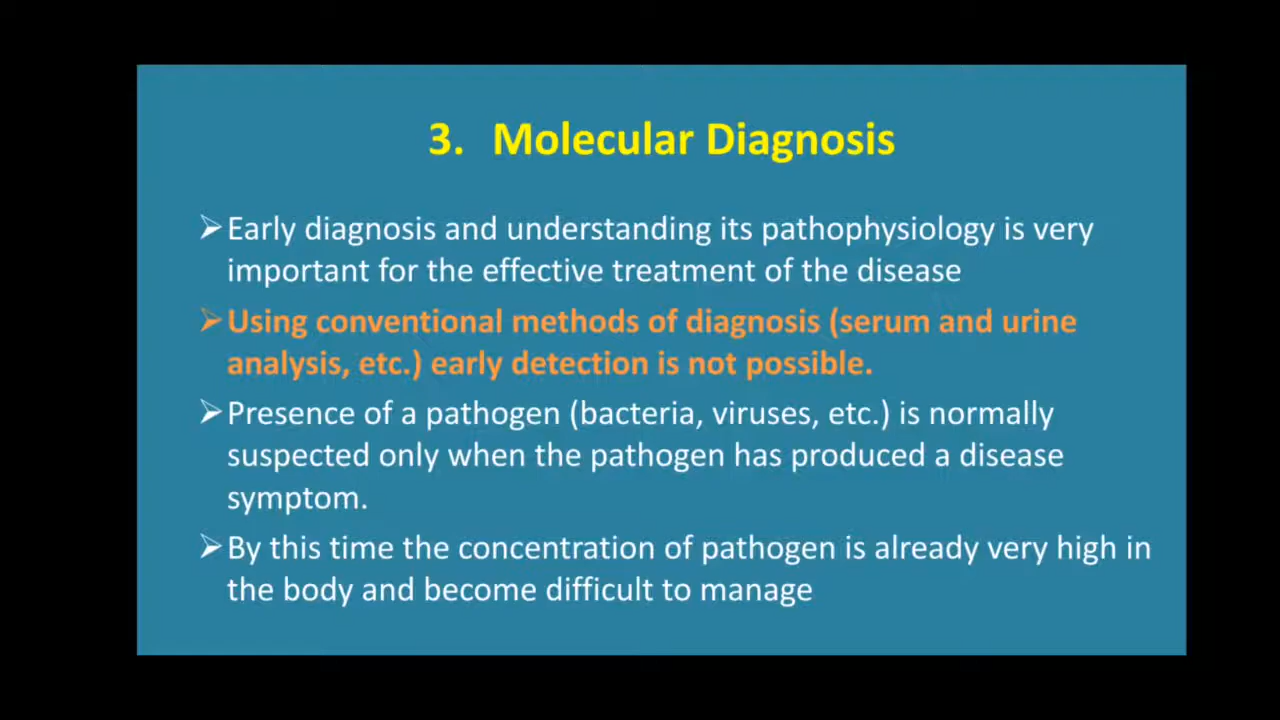 3. Molecular Diagnosis
➢Early diagnosis and understanding its pathophysiology is very
important for the effective treatment of the disease
➢Using conventional methods of diagnosis (serum and urine
analysis, etc.) early detection is not possible.
➢Presence of a pathogen (bacteria, viruses, etc.) is normally
suspected only when the pathogen has produced a disease
symptom.
➢By this time the concentration of pathogen is already very high in
the body and become difficult to manage